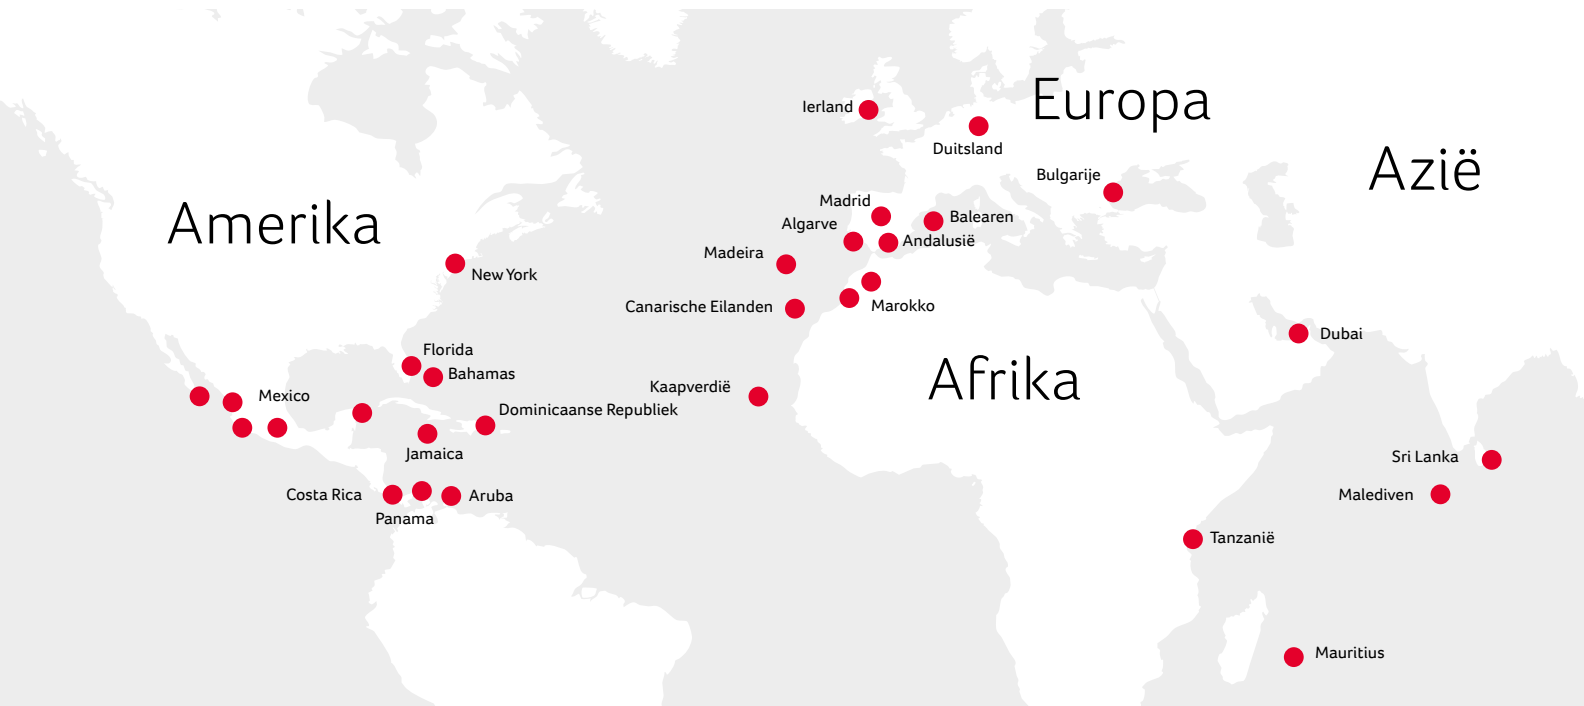 Europa
Ierland
Duitsland
Azië
Bulgarije
Amerika
Madrid
Balearen
Algarve
Andalusië
Madeira
New York
Canarische Eilanden
Marokko
Dubai
Florida
Bahamas
Afrika
Kaapverdië
Mexico
Dominicaanse Republiek
Jamaica
Sri Lanka
Costa Rica
Aruba
Malediven
Panama
Tanzanië
Mauritius